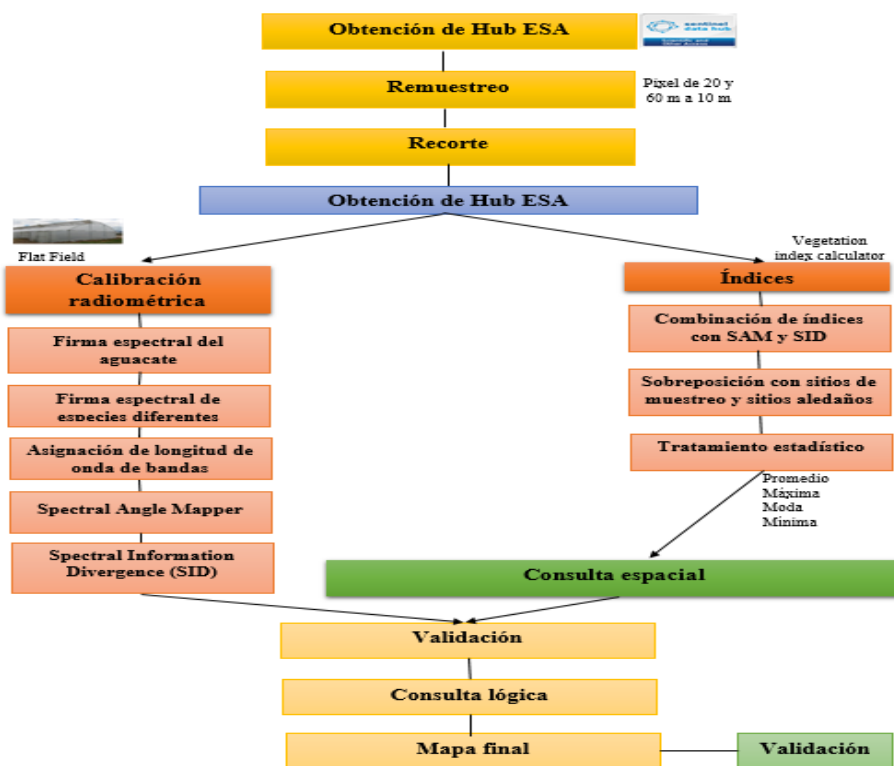 Obtención de Hub ESA
sentinel
data hub
Remuestreo
Pixel de 20 y
60 m a 10 m
Recorte
Obtención de Hub ESA
Flat Field
Vegetation
index calculator
Calibración
radiométrica
Firma espectral del
aguacate
Firma espectral de
especies diferentes
Asignación de longitud de
onda de bandas
Spectral Angle Mapper
Spectral Information
Divergence (SID)
Índices
Combinación de índices
con SAM y SID
Sobreposición con sitios de
muestreo y sitios aledaños
Tratamiento estadístico
Promedio
Máxima
Moda
Mínima
Consulta espacial
Validación
Consulta lógica
Mapa final
Validación